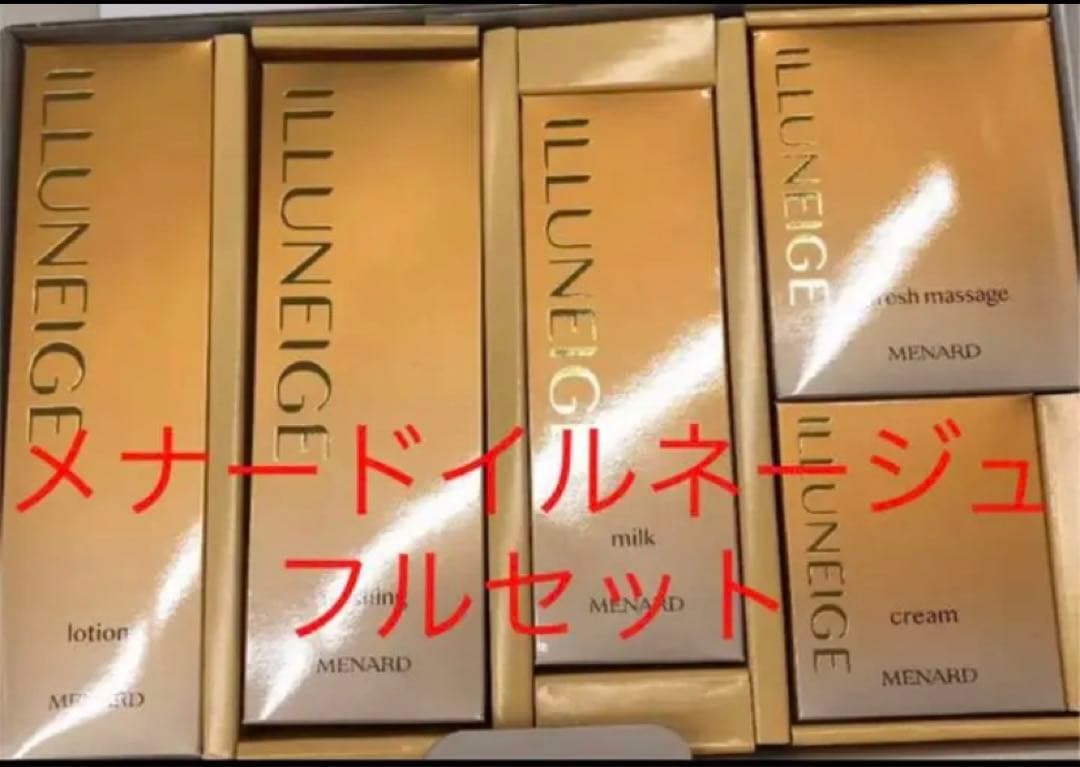 ILLUNEIGE
lotion
MENARD
ILLUNEIGE
MENARD
ILLUNEIGE
milk
MENARD
ILLUNEIGE
massage
MENARD
ILLUNEIGE
cream
MENARD
メナードイルネージュ
フルセット